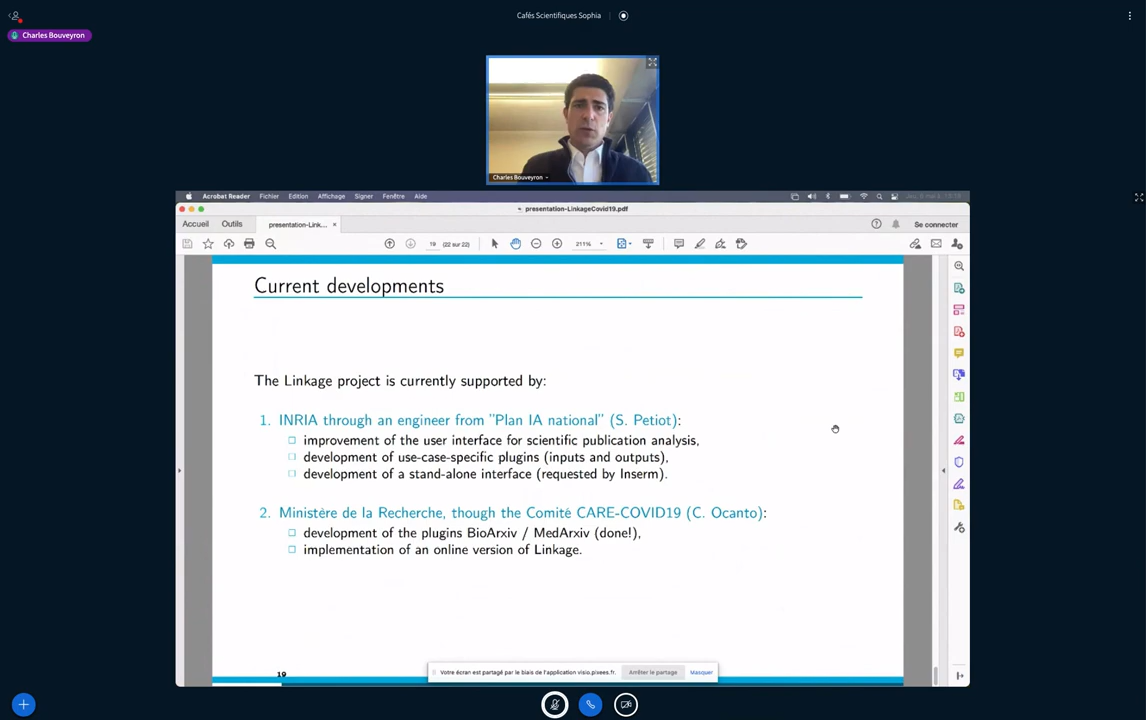 Cafés Scientifiques Sophia
Charles Bouveyron
Charles Bouveyron
Acrobat Reader Fichier Edition Affichage Signer Fenêtre Aide
presentation-LinkageCovid19.pdf
Accueil Outils presentation-Link... × Se connecter
19 (22 sur 22) 211%
Current developments
The Linkage project is currently supported by:
1. INRIA through an engineer from "Plan IA national" (S. Petiot):
improvement of the user interface for scientific publication analysis,
development of use-case-specific plugins (inputs and outputs),
development of a stand-alone interface (requested by Inserm).
2. Ministère de la Recherche, though the Comité CARE-COVID19 (C. Ocanto):
development of the plugins BioArxiv / MedArxiv (done!),
implementation of an online version of Linkage.
19
Votre écran est partagé par le biais de l'application visio.pixees.fr. Arrêter le partage Masquer